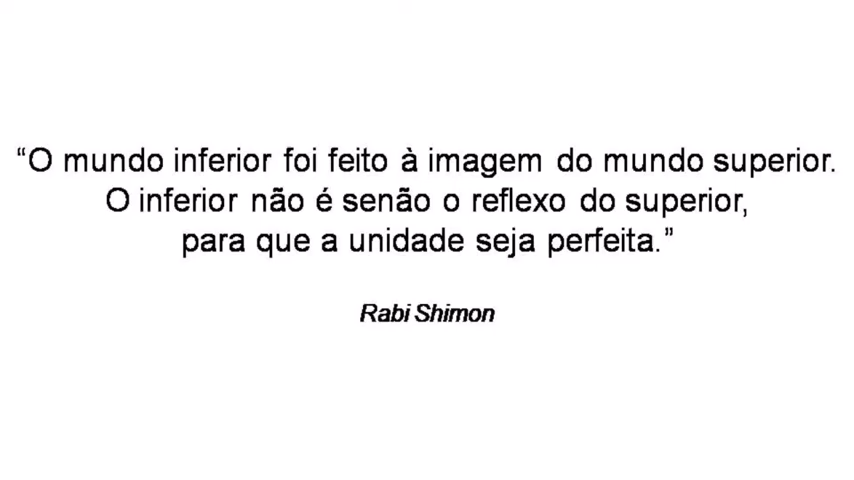 “O mundo inferior foi feito à imagem do mundo superior.
O inferior não é senão o reflexo do superior,
para que a unidade seja perfeita.”
Rabi Shimon